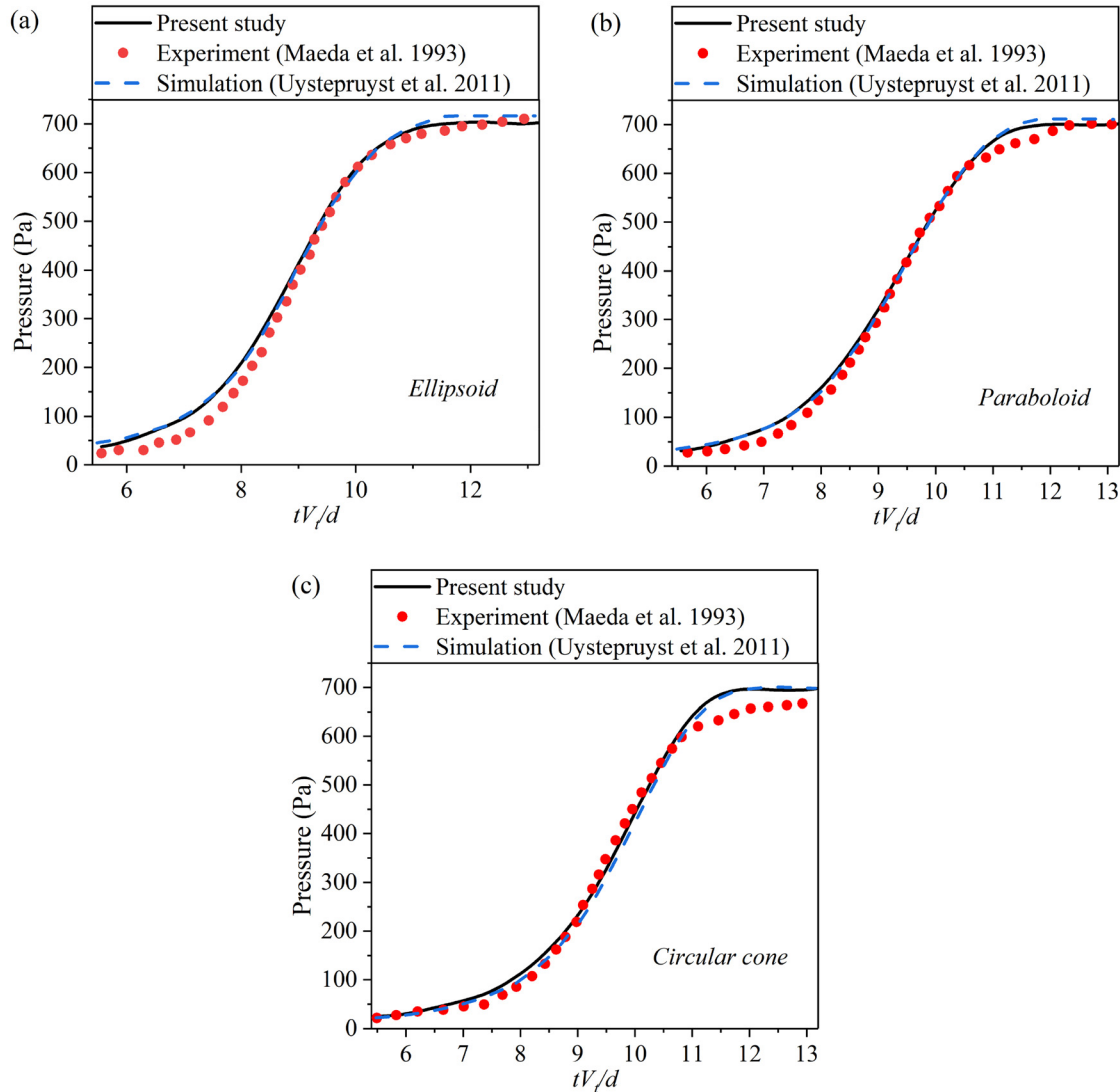 (a)
Present study
Experiment (Maeda et al. 1993)
Simulation (Uystepruyst et al. 2011)
700
600
500
400
300
200
100
0
Pressure (Pa)
Ellipsoid
6 8 10 12
tVₜ/d
(b)
Present study
Experiment (Maeda et al. 1993)
Simulation (Uystepruyst et al. 2011)
700
600
500
400
300
200
100
0
Pressure (Pa)
Paraboloid
6 7 8 9 10 11 12 13
tVₜ/d
(c)
Present study
Experiment (Maeda et al. 1993)
Simulation (Uystepruyst et al. 2011)
700
600
500
400
300
200
100
0
Pressure (Pa)
Circular cone
6 7 8 9 10 11 12 13
tVₜ/d